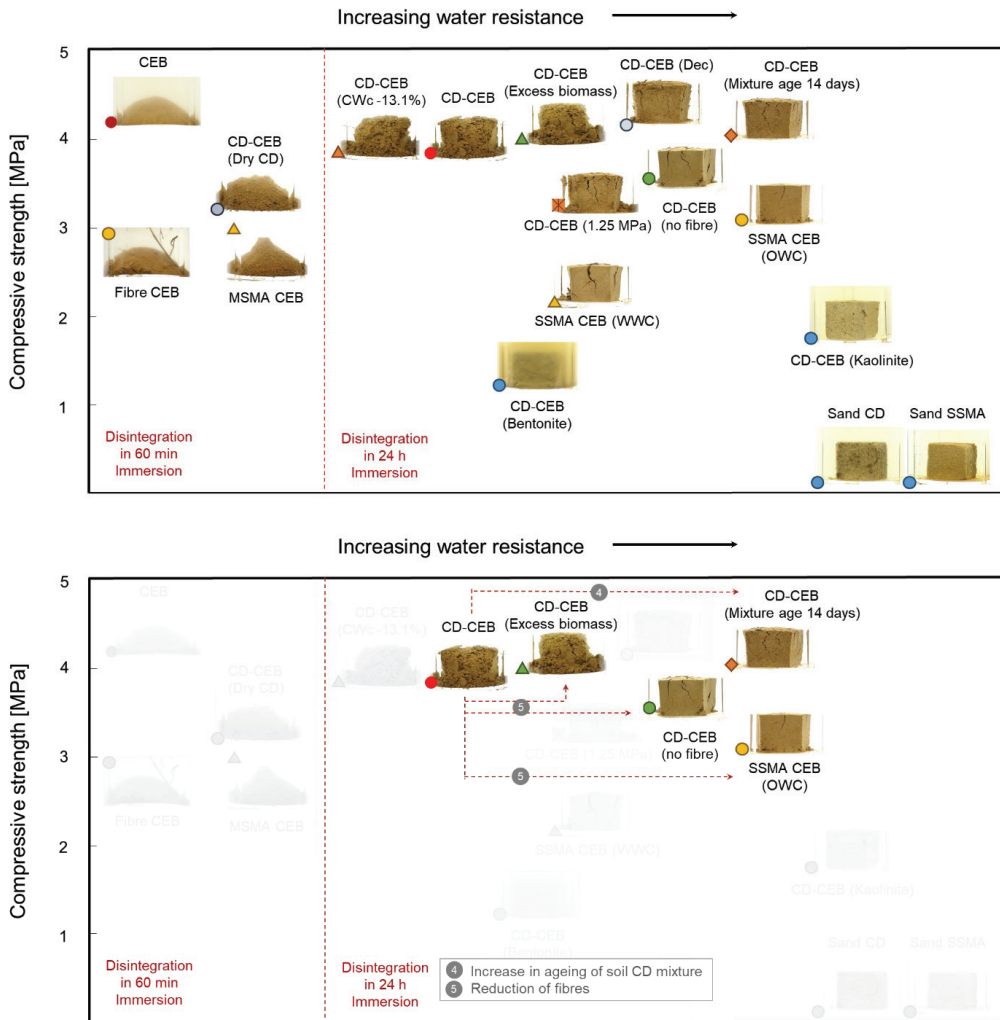 Increasing water resistance
Compressive strength [MPa]
5
4
3
2
1
CEB
CD-CEB
(Dry CD)
Fibre CEB
MSMA CEB
CD-CEB
(CWc -13.1%)
CD-CEB
CD-CEB
(Excess biomass)
CD-CEB (Dec)
CD-CEB
(Mixture age 14 days)
CD-CEB (1.25 MPa)
CD-CEB
(no fibre)
SSMA CEB
(OWC)
SSMA CEB (WWC)
CD-CEB
(Bentonite)
CD-CEB (Kaolinite)
Sand CD
Sand SSMA
Disintegration
in 60 min
Immersion
Disintegration
in 24 h
Immersion
Increasing water resistance
Compressive strength [MPa]
5
4
3
2
1
CEB
CD-CEB
(Dry CD)
Fibre CEB
MSMA CEB
CD-CEB
(CWc -13.1%)
CD-CEB
CD-CEB
(Excess biomass)
4
CD-CEB
(Mixture age 14 days)
5
CD-CEB (1.25 MPa)
CD-CEB
(no fibre)
5
SSMA CEB
(OWC)
SSMA CEB (WWC)
CD-CEB
(Bentonite)
CD-CEB (Kaolinite)
Sand CD
Sand SSMA
Disintegration
in 60 min
Immersion
Disintegration
in 24 h
Immersion
4 Increase in ageing of soil CD mixture
5 Reduction of fibres